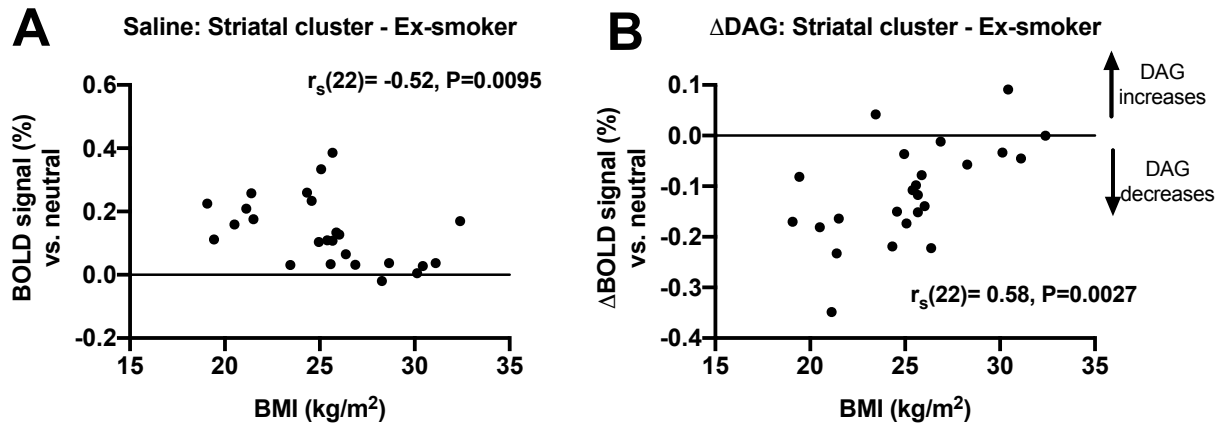 A
Saline: Striatal cluster - Ex-smoker
rₛ(22)= -0.52, P=0.0095
BOLD signal (%)
vs. neutral
0.6
0.4
0.2
0.0
-0.2
15
20
25
30
35
BMI (kg/m²)
B
ΔDAG: Striatal cluster - Ex-smoker
DAG
increases
DAG
decreases
ΔBOLD signal (%)
vs. neutral
0.1
0.0
-0.1
-0.2
-0.3
-0.4
rₛ(22)= 0.58, P=0.0027
15
20
25
30
35
BMI (kg/m²)